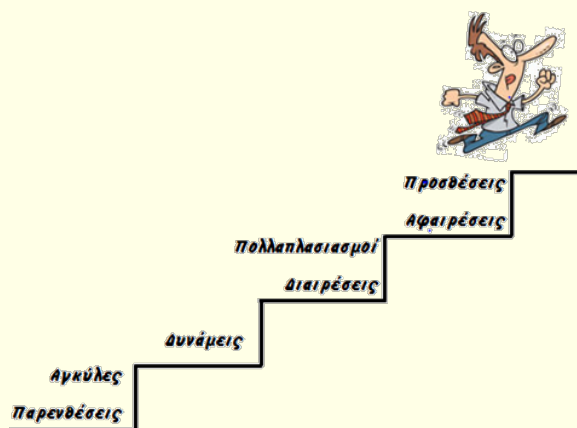 Προσθέσεις
Αφαιρέσεις
Πολλαπλασιασμοί
Διαιρέσεις
Δυνάμεις
Αγκύλες
Παρενθέσεις